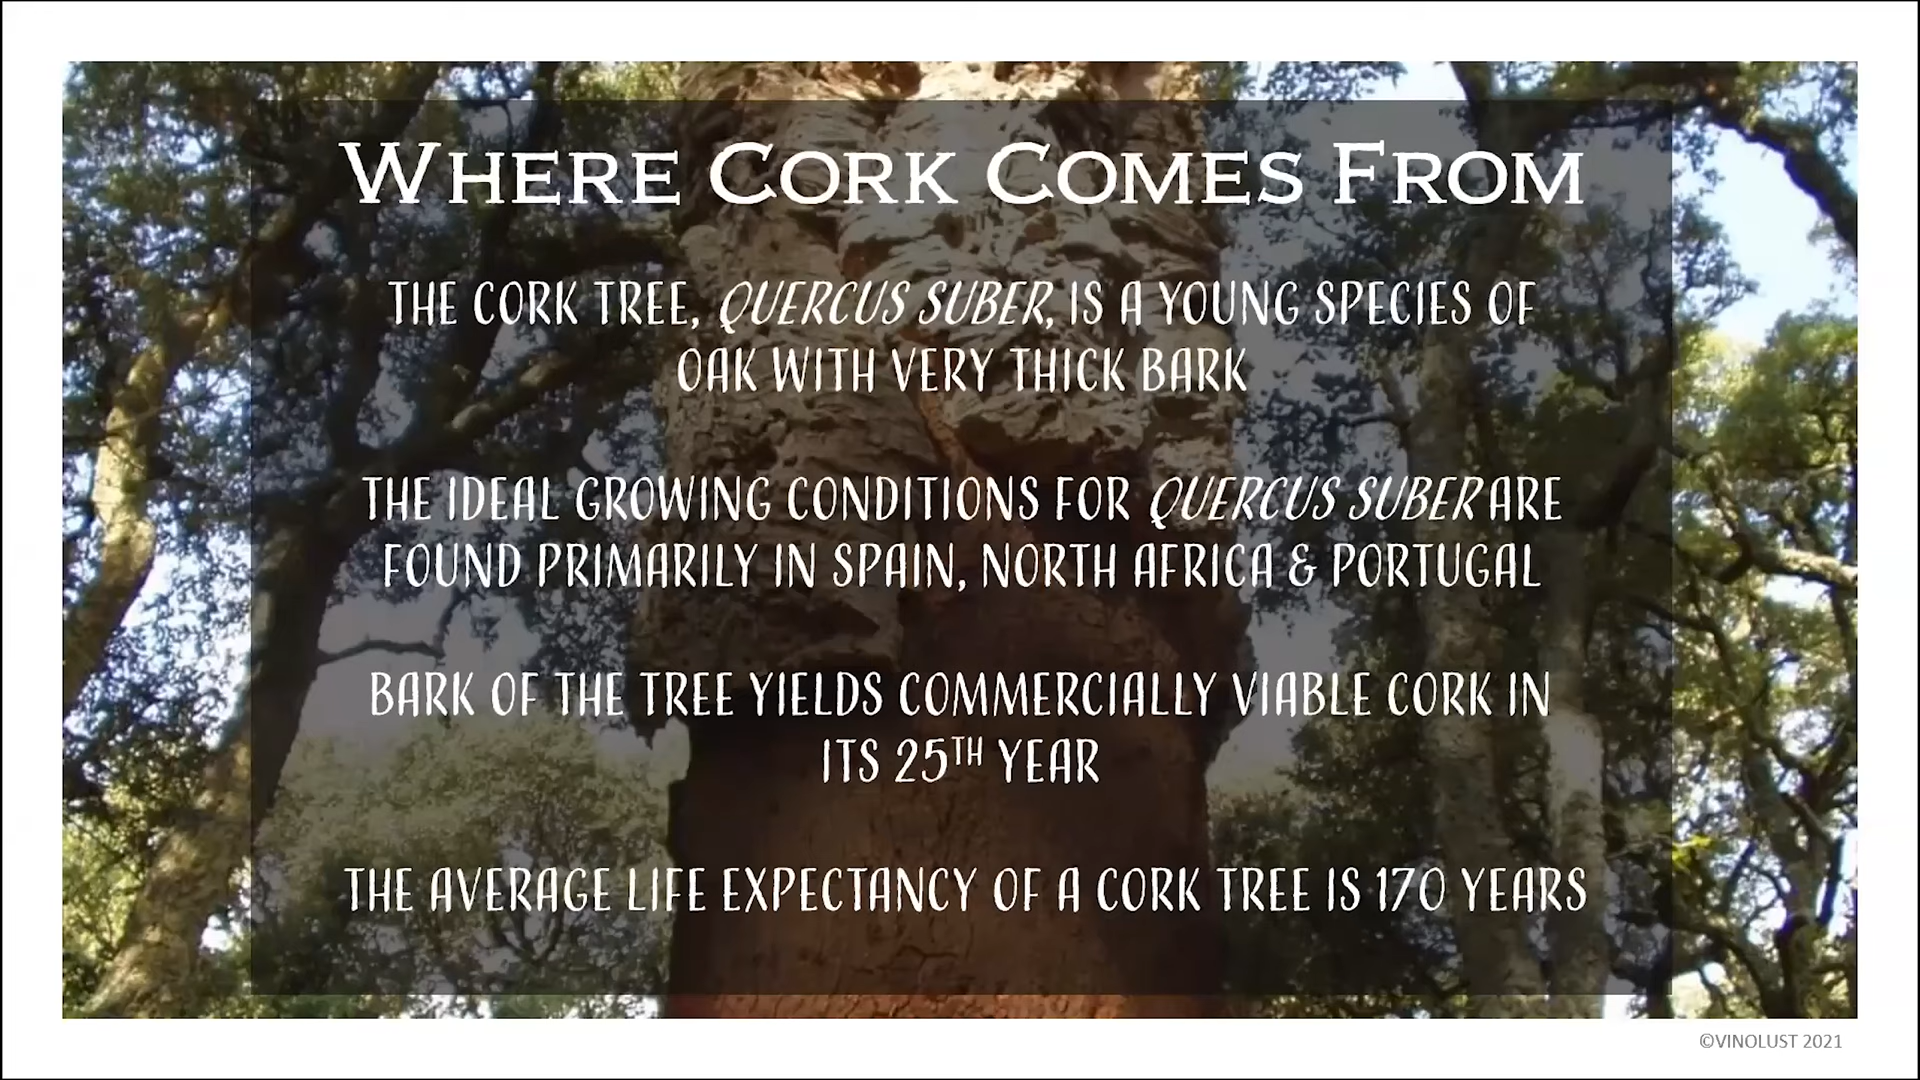 WHERE CORK COMES FROM
THE CORK TREE, QUERCUS SUBER, IS A YOUNG SPECIES OF
OAK WITH VERY THICK BARK
THE IDEAL GROWING CONDITIONS FOR QUERCUS SUBER ARE
FOUND PRIMARILY IN SPAIN, NORTH AFRICA & PORTUGAL
BARK OF THE TREE YIELDS COMMERCIALLY VIABLE CORK IN
ITS 25TH YEAR
THE AVERAGE LIFE EXPECTANCY OF A CORK TREE IS 170 YEARS
©VINOLUST 2021